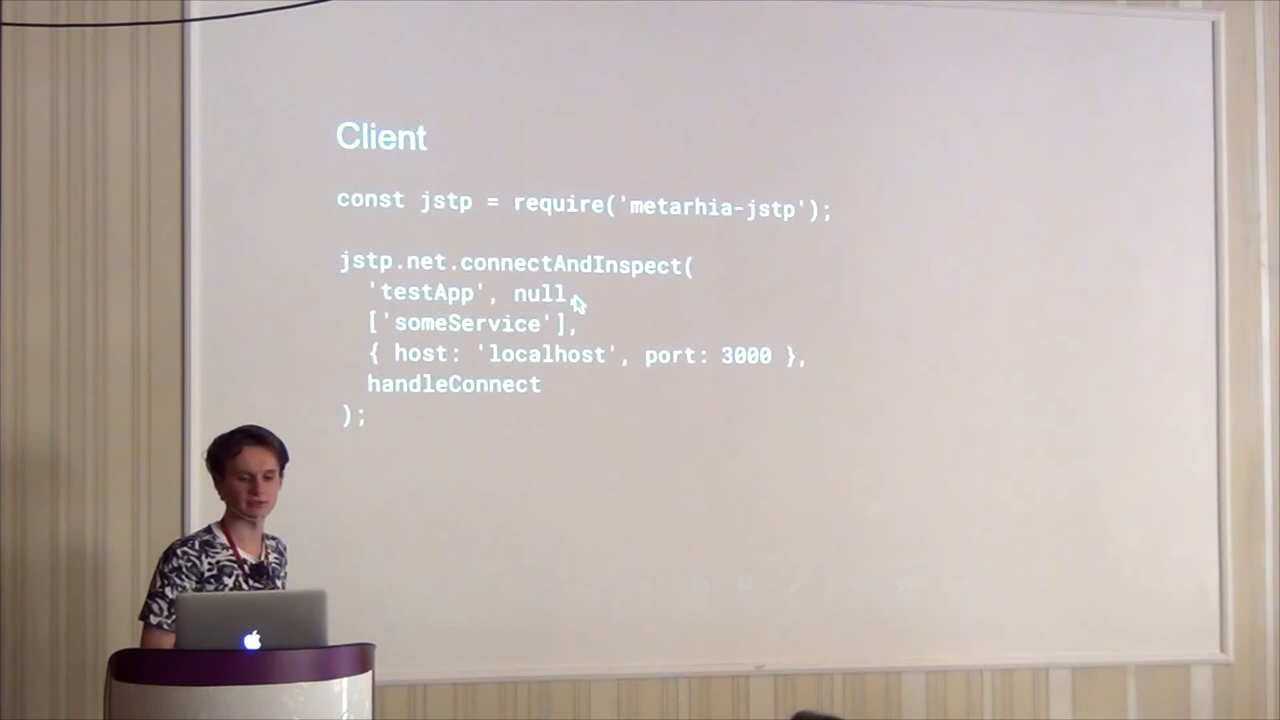 Client
const jstp = require('metarhia-jstp');
jstp.net.connectAndInspect(
'testApp', null,
['someService'],
{ host: 'localhost', port: 3000 },
handleConnect
);